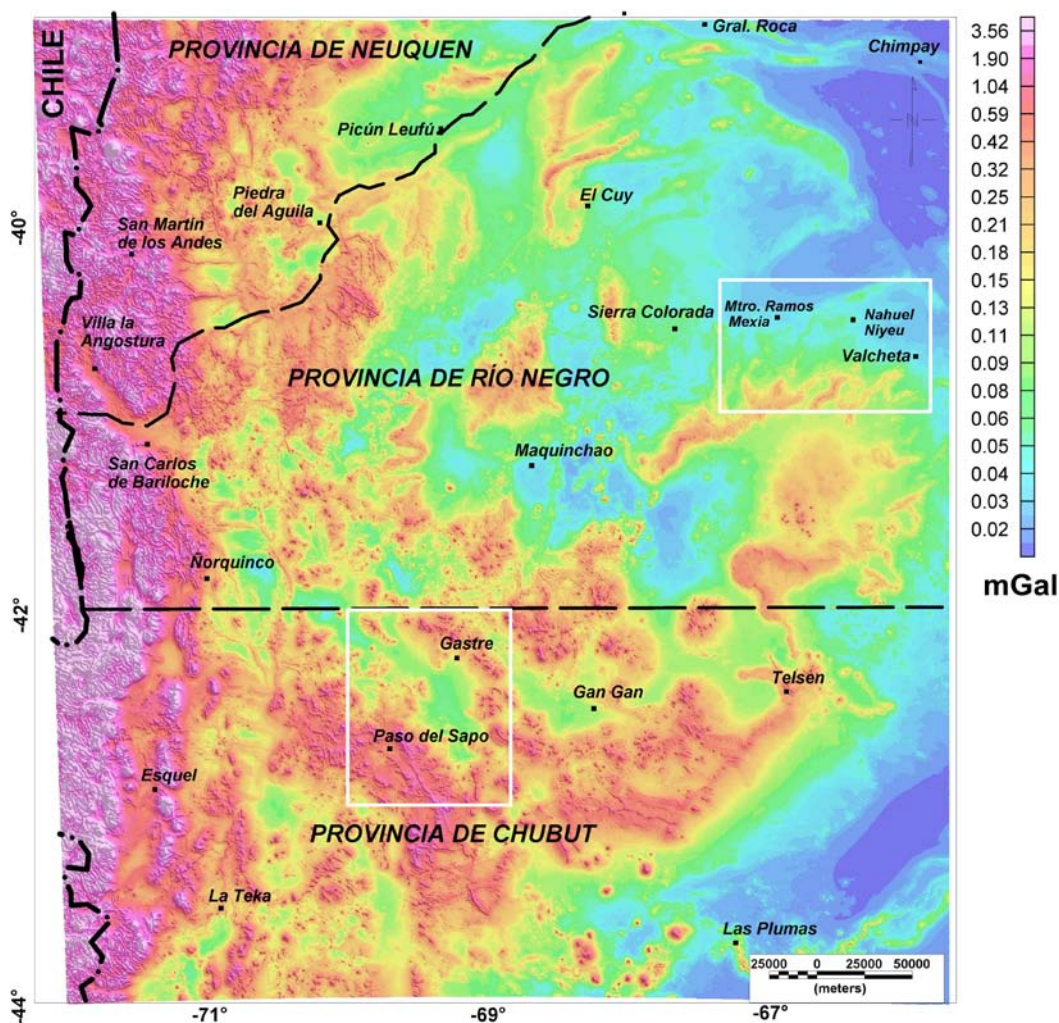 CHILE
PROVINCIA DE NEUQUEN
Gral. Roca
Chimpay
N
Picún Leufú
Piedra
del Aguila
El Cuy
San Martín
de los Andes
Villa la
Angostura
Sierra Colorada
Mtro. Ramos
Mexia
Nahuel
Niyeu
Valcheta
PROVINCIA DE RÍO NEGRO
San Carlos
de Bariloche
Maquinchao
Ñorquinco
Gastre
Gan Gan
Telsen
Paso del Sapo
Esquel
PROVINCIA DE CHUBUT
La Teka
Las Plumas
25000 0 25000 50000
(meters)
-40°
-42°
-44°
-71°
-69°
-67°
3.56
1.90
1.04
0.59
0.42
0.32
0.25
0.21
0.18
0.15
0.13
0.11
0.09
0.08
0.06
0.05
0.04
0.03
0.02
mGal